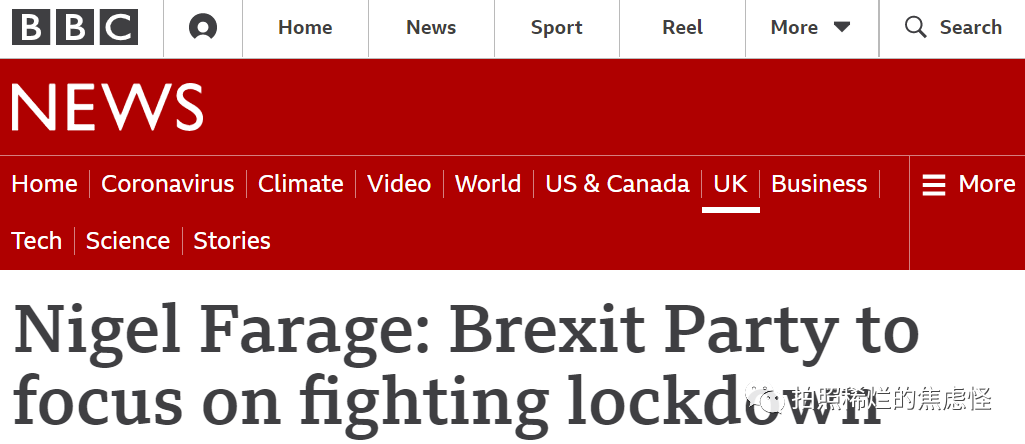 BBC Home News Sport Reel More Search
NEWS
Home Coronavirus Climate Video World US & Canada UK Business More
Tech Science Stories
Nigel Farage: Brexit Party to
focus on fighting lockdown
拍照稀烂的焦虑怪